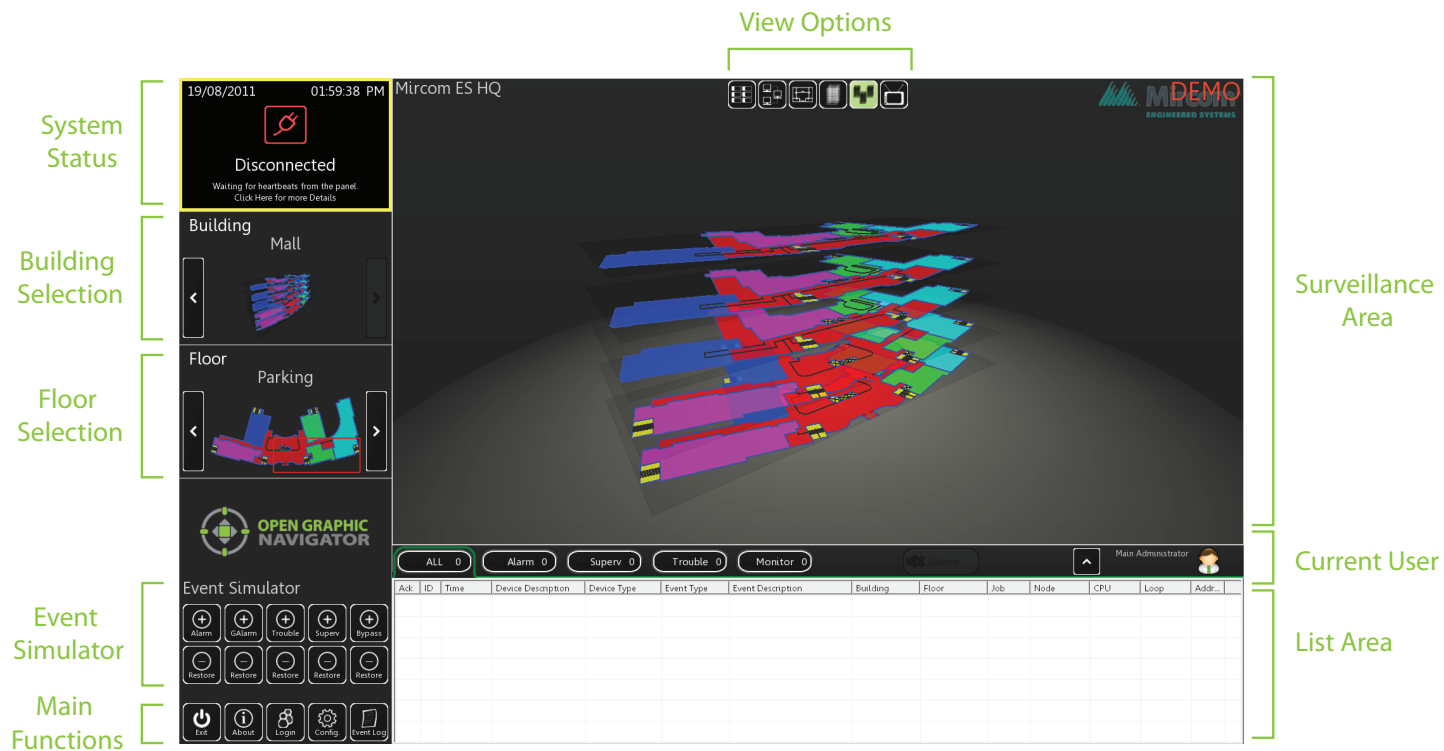 View Options
System
Status
Building
Selection
Floor
Selection
Event
Simulator
Main
Functions
Surveillance
Area
Current User
List Area
19/08/2011 01:59:38 PM
Disconnected
Waiting for heartbeats from the panel.
Click Here for more Details
Building
Mall
Floor
Parking
OPEN GRAPHIC
NAVIGATOR
Event Simulator
Alarm GAlarm Trouble Superv Bypass
Restore Restore Restore Restore Restore
Exit About Login Config. Event Log
Mircom ES HQ
DEMO
Mircom
ENGINEERED SYSTEMS
ALL 0 Alarm 0 Superv 0 Trouble 0 Monitor 0 Silence Main Administrator
Ack ID Time Device Description Device Type Event Type Event Description Building Floor Job Node CPU Loop Addr...